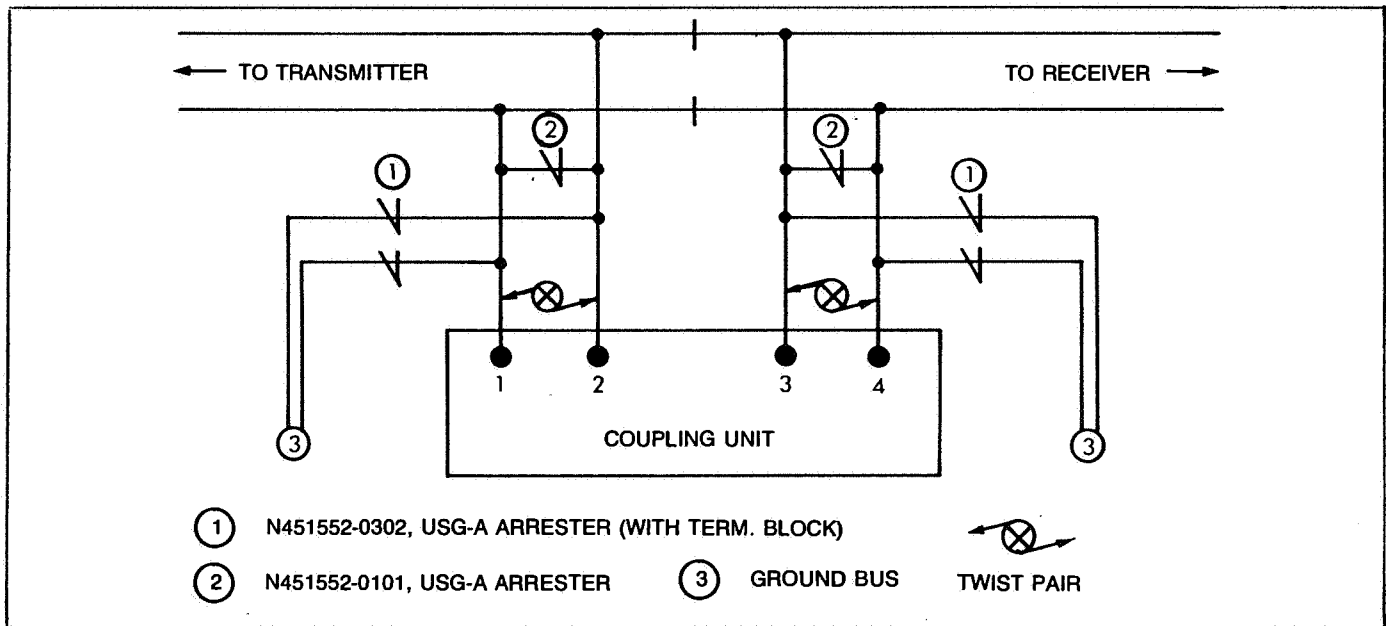 ← TO TRANSMITTER
TO RECEIVER →
2
2
1
1
1
2
3
4
COUPLING UNIT
3
3
1 N451552-0302, USG-A ARRESTER (WITH TERM. BLOCK)
2 N451552-0101, USG-A ARRESTER
3 GROUND BUS
TWIST PAIR